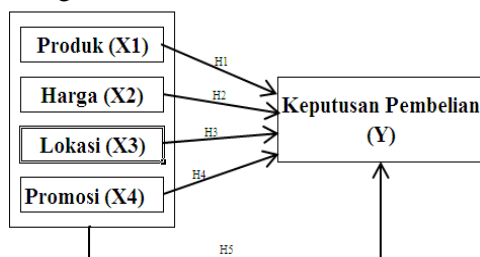 Produk (X1)
H1
Harga (X2)
H2
Keputusan Pembelian
(Y)
Lokasi (X3)
H3
Promosi (X4)
H4
H5